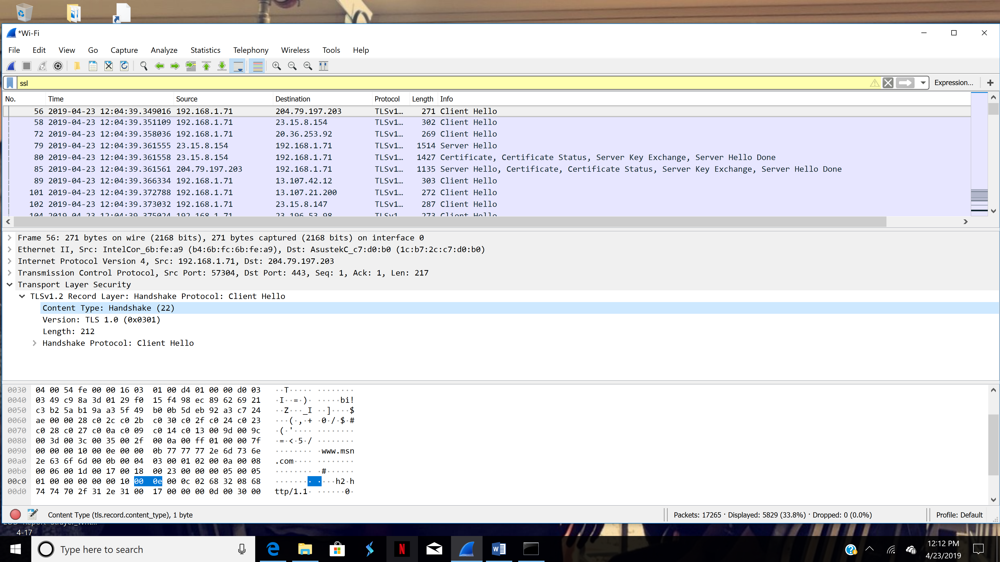 *Wi-Fi
File Edit View Go Capture Analyze Statistics Telephony Wireless Tools Help
ssl Expression... +
No. Time Source Destination Protocol Length Info
56 2019-04-23 12:04:39.349016 192.168.1.71 204.79.197.203 TLSv1... 271 Client Hello
58 2019-04-23 12:04:39.351109 192.168.1.71 23.15.8.154 TLSv1... 302 Client Hello
72 2019-04-23 12:04:39.358036 192.168.1.71 20.36.253.92 TLSv1... 269 Client Hello
79 2019-04-23 12:04:39.361555 23.15.8.154 192.168.1.71 TLSv1... 1514 Server Hello
80 2019-04-23 12:04:39.361558 23.15.8.154 192.168.1.71 TLSv1... 1427 Certificate, Certificate Status, Server Key Exchange, Server Hello Done
85 2019-04-23 12:04:39.361561 204.79.197.203 192.168.1.71 TLSv1... 1135 Server Hello, Certificate, Certificate Status, Server Key Exchange, Server Hello Done
89 2019-04-23 12:04:39.366334 192.168.1.71 13.107.42.12 TLSv1... 303 Client Hello
101 2019-04-23 12:04:39.372788 192.168.1.71 13.107.21.200 TLSv1... 272 Client Hello
102 2019-04-23 12:04:39.373032 192.168.1.71 23.15.8.147 TLSv1... 287 Client Hello
104 2019-04-23 12:04:39.375024 192.168.1.71 23.196.53.98 TLSv1 273 Client Hello
Frame 56: 271 bytes on wire (2168 bits), 271 bytes captured (2168 bits) on interface 0
Ethernet II, Src: IntelCor_6b:fe:a9 (b4:6b:fc:6b:fe:a9), Dst: AsustekC_c7:d0:b0 (1c:b7:2c:c7:d0:b0)
Internet Protocol Version 4, Src: 192.168.1.71, Dst: 204.79.197.203
Transmission Control Protocol, Src Port: 57304, Dst Port: 443, Seq: 1, Ack: 1, Len: 217
Transport Layer Security
TLSv1.2 Record Layer: Handshake Protocol: Client Hello
Content Type: Handshake (22)
Version: TLS 1.0 (0x0301)
Length: 212
Handshake Protocol: Client Hello
0030 04 00 54 fe 00 00 16 03 01 00 d4 01 00 00 d0 03 ··T····· ········
0040 03 49 c9 8a 3d 01 29 f0 15 f4 98 ec 89 62 69 21 ·I··=·)· ·····bi!
0050 c3 b2 5a b1 9a a3 5f 49 b0 0b 5d eb 92 a3 c7 24 ··Z···_I ··]····$
0060 ae 00 00 28 c0 2c c0 2b c0 30 c0 2f c0 24 c0 23 ···(·,·+ ·0·/·$·#
0070 c0 28 c0 27 c0 0a c0 09 c0 14 c0 13 00 9d 00 9c ·(·'···· ········
0080 00 3d 00 3c 00 35 00 2f 00 0a 00 ff 01 00 00 7f ·=·<·5·/ ········
0090 00 00 00 10 00 0e 00 00 0b 77 77 77 2e 6d 73 6e ········ ·www.msn
00a0 2e 63 6f 6d 00 0b 00 04 03 00 01 02 00 0a 00 08 .com···· ········
00b0 00 06 00 1d 00 17 00 18 00 23 00 00 00 05 00 05 ········ ·#······
00c0 01 00 00 00 00 00 10 00 0e 00 0c 02 68 32 08 68 ········ ····h2·h
00d0 74 74 70 2f 31 2e 31 00 17 00 00 00 0d 00 30 00 ttp/1.1· ······0·
Content Type (tls.record.content_type), 1 byte Packets: 17265 · Displayed: 5829 (33.8%) · Dropped: 0 (0.0%) Profile: Default
4-17
Type here to search
12:12 PM
4/23/2019